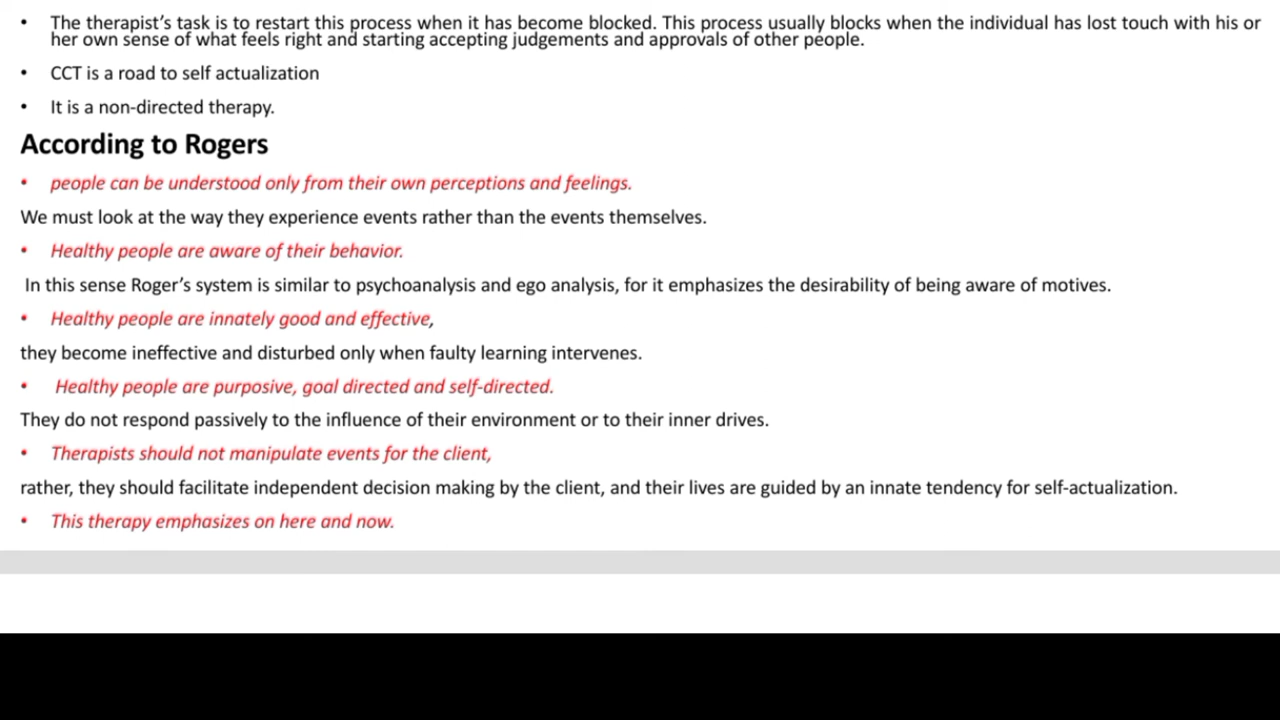 • The therapist's task is to restart this process when it has become blocked. This process usually blocks when the individual has lost touch with his or
her own sense of what feels right and starting accepting judgements and approvals of other people.
• CCT is a road to self actualization
• It is a non-directed therapy.
According to Rogers
• people can be understood only from their own perceptions and feelings.
We must look at the way they experience events rather than the events themselves.
• Healthy people are aware of their behavior.
In this sense Roger's system is similar to psychoanalysis and ego analysis, for it emphasizes the desirability of being aware of motives.
• Healthy people are innately good and effective,
they become ineffective and disturbed only when faulty learning intervenes.
• Healthy people are purposive, goal directed and self-directed.
They do not respond passively to the influence of their environment or to their inner drives.
• Therapists should not manipulate events for the client,
rather, they should facilitate independent decision making by the client, and their lives are guided by an innate tendency for self-actualization.
• This therapy emphasizes on here and now.